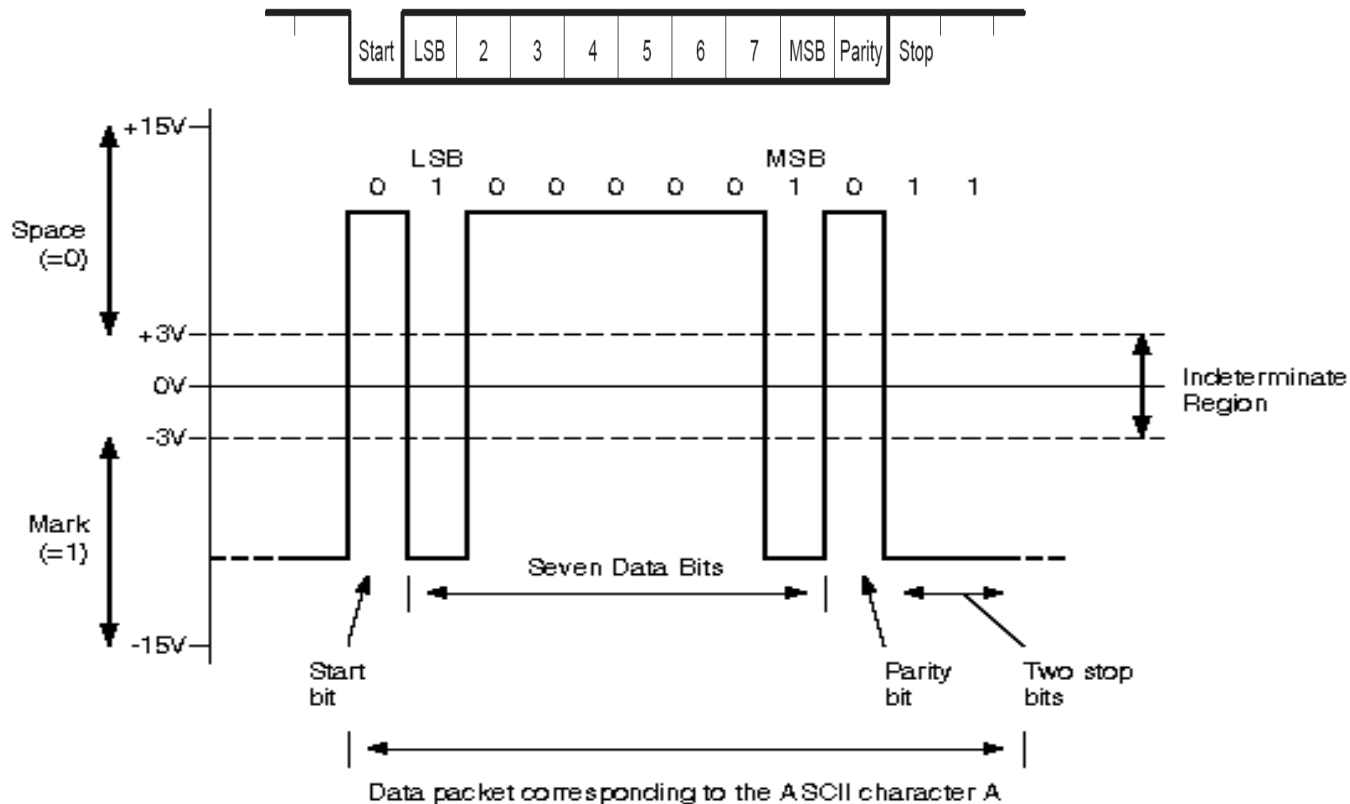 Start LSB 2 3 4 5 6 7 MSB Parity Stop
+15V
LSB MSB
0 1 0 0 0 0 0 1 0 1 1
Space
(=0)
+3V
0V
-3V
Indeterminate
Region
Mark
(=1)
Seven Data Bits
-15V
Start
bit
Parity
bit
Two stop
bits
Data packet corresponding to the ASCII character A